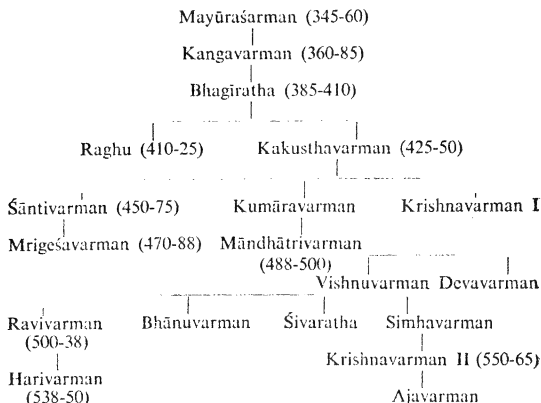 Mayūraśarman (345-60)
Kangavarman (360-85)
Bhagīratha (385-410)
Raghu (410-25) Kakusthavarman (425-50)
Śāntivarman (450-75) Kumāravarman Krishnavarman I
Mrigeśavarman (470-88) Māndhātrivarman
(488-500)
Vishnuvarman Devavarman
Ravivarman Bhānuvarman Śivaratha Simhavarman
(500-38)
Krishnavarman II (550-65)
Harivarman
(538-50) Ajavarman